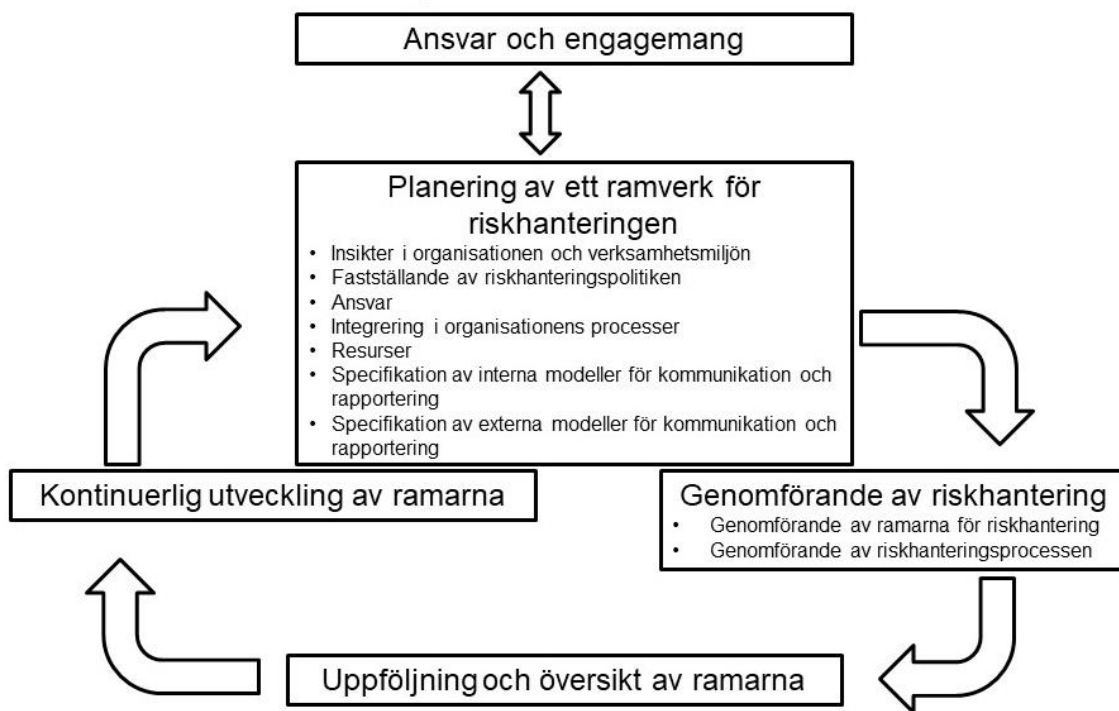 Ansvar och engagemang
Planering av ett ramverk för
riskhanteringen
• Insikter i organisationen och verksamhetsmiljön
• Fastställande av riskhanteringspolitiken
• Ansvar
• Integrering i organisationens processer
• Resurser
• Specifikation av interna modeller för kommunikation och
rapportering
• Specifikation av externa modeller för kommunikation och
rapportering
Genomförande av riskhantering
• Genomförande av ramarna för riskhantering
• Genomförande av riskhanteringsprocessen
Uppföljning och översikt av ramarna
Kontinuerlig utveckling av ramarna